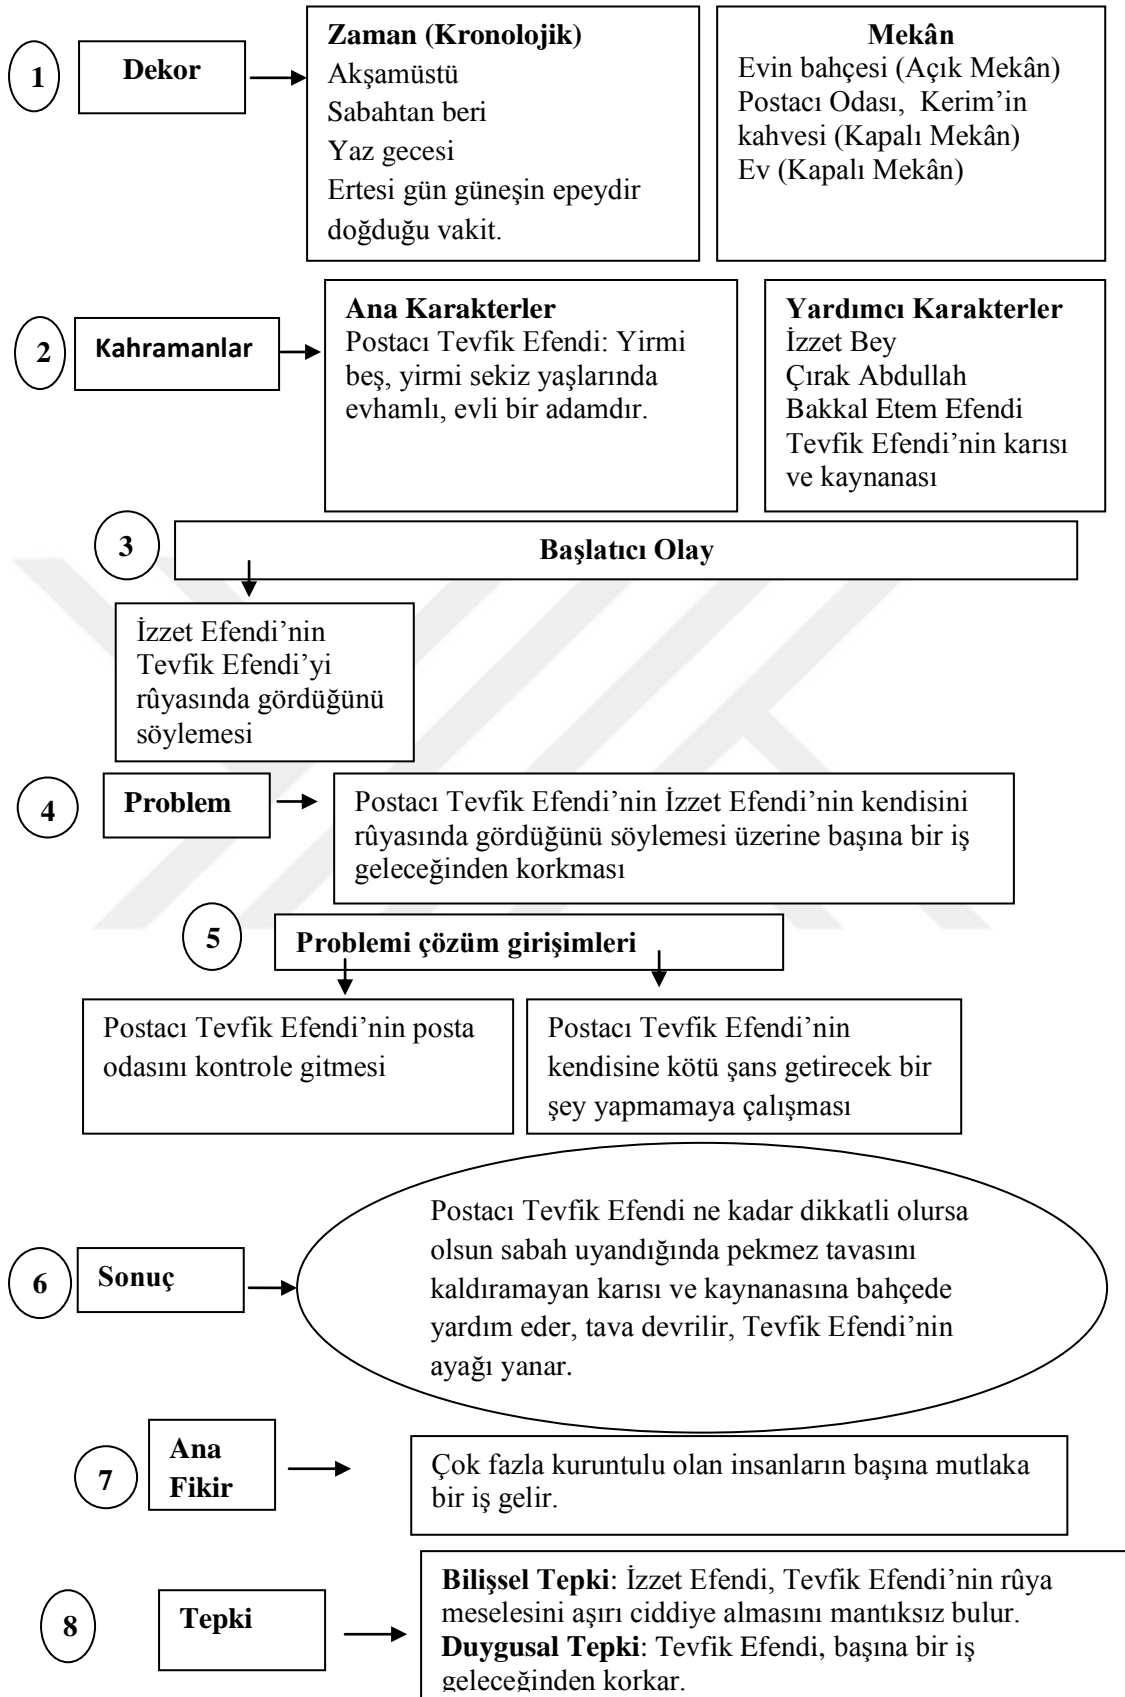 1
Dekor
Zaman (Kronolojik)
Akşamüstü
Sabahtan beri
Yaz gecesi
Ertesi gün güneşin epeydir
doğduğu vakit.
Mekân
Evin bahçesi (Açık Mekân)
Postacı Odası, Kerim’in
kahvesi (Kapalı Mekân)
Ev (Kapalı Mekân)
2
Kahramanlar
Ana Karakterler
Postacı Tevfik Efendi: Yirmi
beş, yirmi sekiz yaşlarında
evhamlı, evli bir adamdır.
Yardımcı Karakterler
İzzet Bey
Çırak Abdullah
Bakkal Etem Efendi
Tevfik Efendi’nin karısı
ve kaynanası
3
Başlatıcı Olay
İzzet Efendi’nin
Tevfik Efendi’yi
rûyasında gördüğünü
söylemesi
4
Problem
Postacı Tevfik Efendi’nin İzzet Efendi’nin kendisini
rûyasında gördüğünü söylemesi üzerine başına bir iş
geleceğinden korkması
5
Problemi çözüm girişimleri
Postacı Tevfik Efendi’nin posta
odasını kontrole gitmesi
Postacı Tevfik Efendi’nin
kendisine kötü şans getirecek bir
şey yapmamaya çalışması
6
Sonuç
Postacı Tevfik Efendi ne kadar dikkatli olursa
olsun sabah uyandığında pekmez tavasını
kaldıramayan karısı ve kaynanasına bahçede
yardım eder, tava devrilir, Tevfik Efendi’nin
ayağı yanar.
7
Ana
Fikir
Çok fazla kuruntulu olan insanların başına mutlaka
bir iş gelir.
8
Tepki
Bilişsel Tepki: İzzet Efendi, Tevfik Efendi’nin rûya
meselesini aşırı ciddiye almasını mantıksız bulur.
Duygusal Tepki: Tevfik Efendi, başına bir iş
geleceğinden korkar.